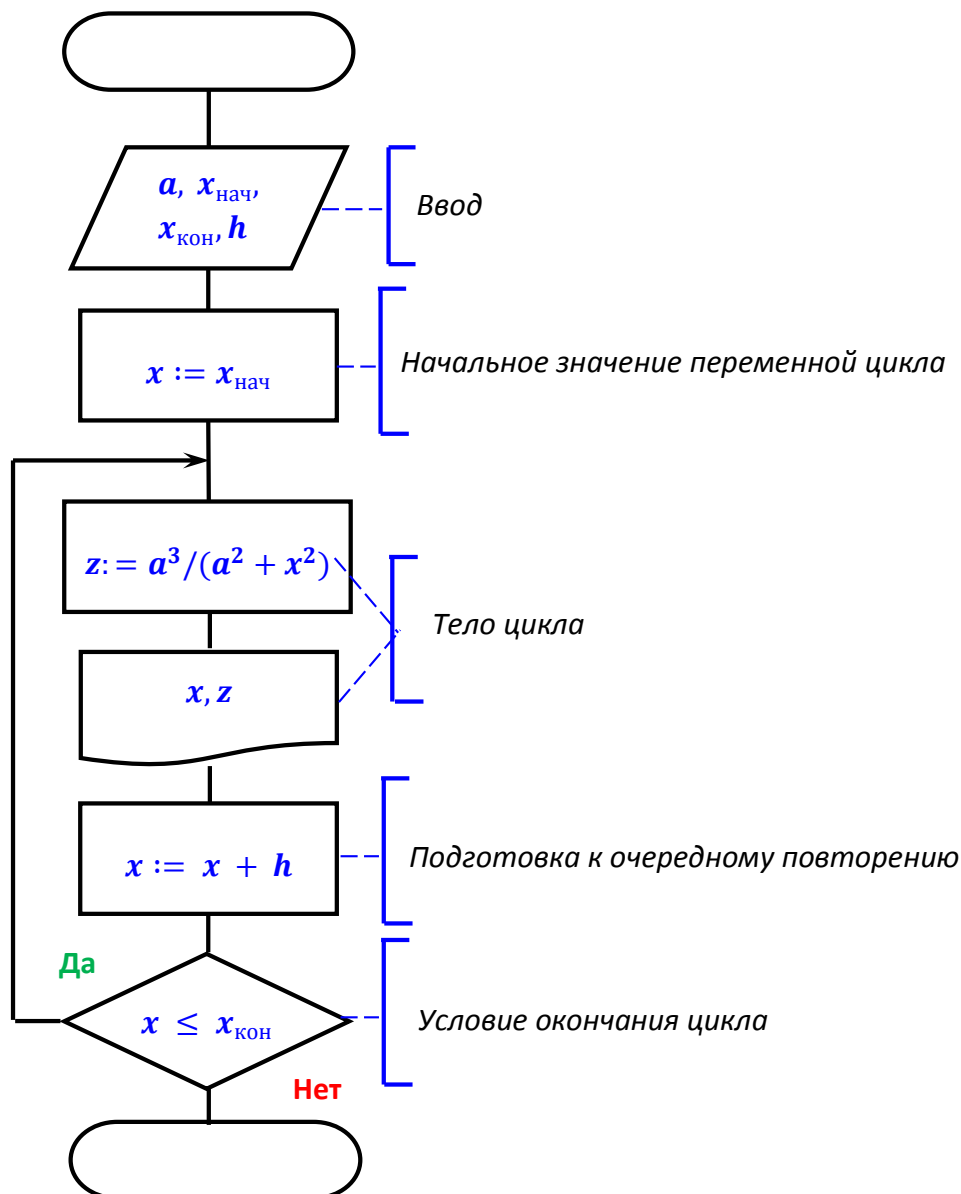 a, xнач,
xкон, h
Ввод
x := xнач
Начальное значение переменной цикла
z: = a³/(a² + x²)
Тело цикла
x, z
x := x + h
Подготовка к очередному повторению
Да
x ≤ xкон
Условие окончания цикла
Нет